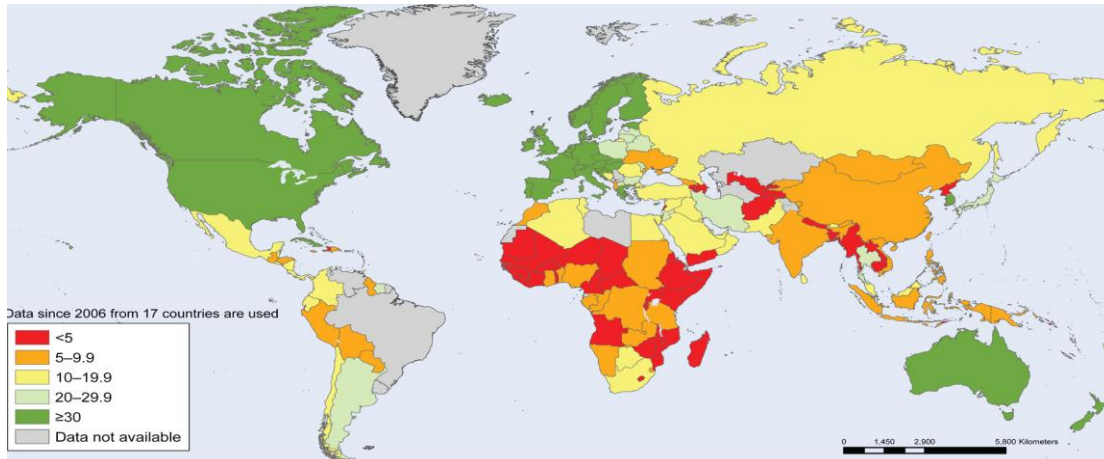 Data since 2006 from 17 countries are used
<5
5–9.9
10–19.9
20–29.9
≥30
Data not available
0 1,450 2,900 5,800 Kilometers